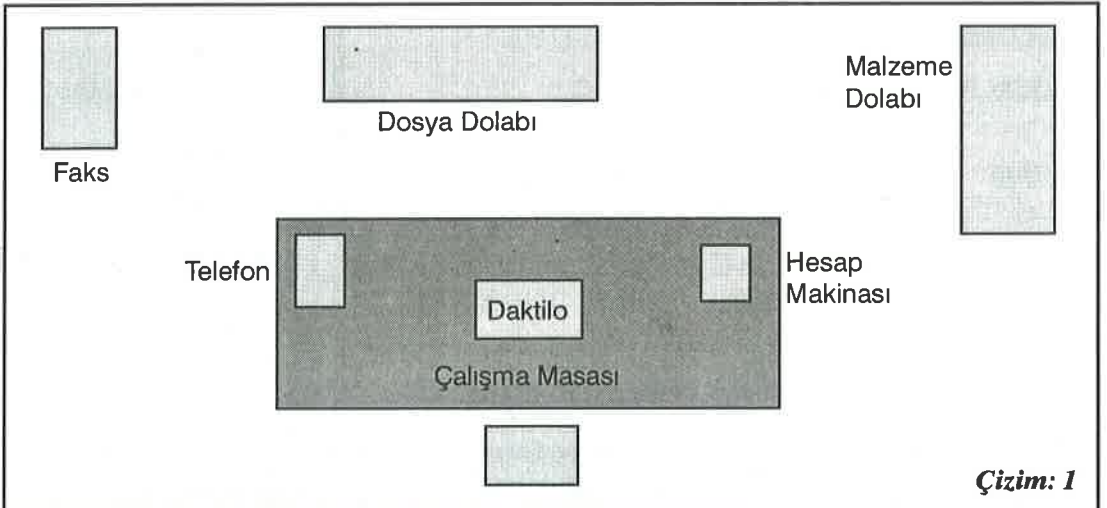 Malzeme
Dolabı
Dosya Dolabı
Faks
Telefon
Hesap
Makinası
Daktilo
Çalışma Masası
Çizim: 1